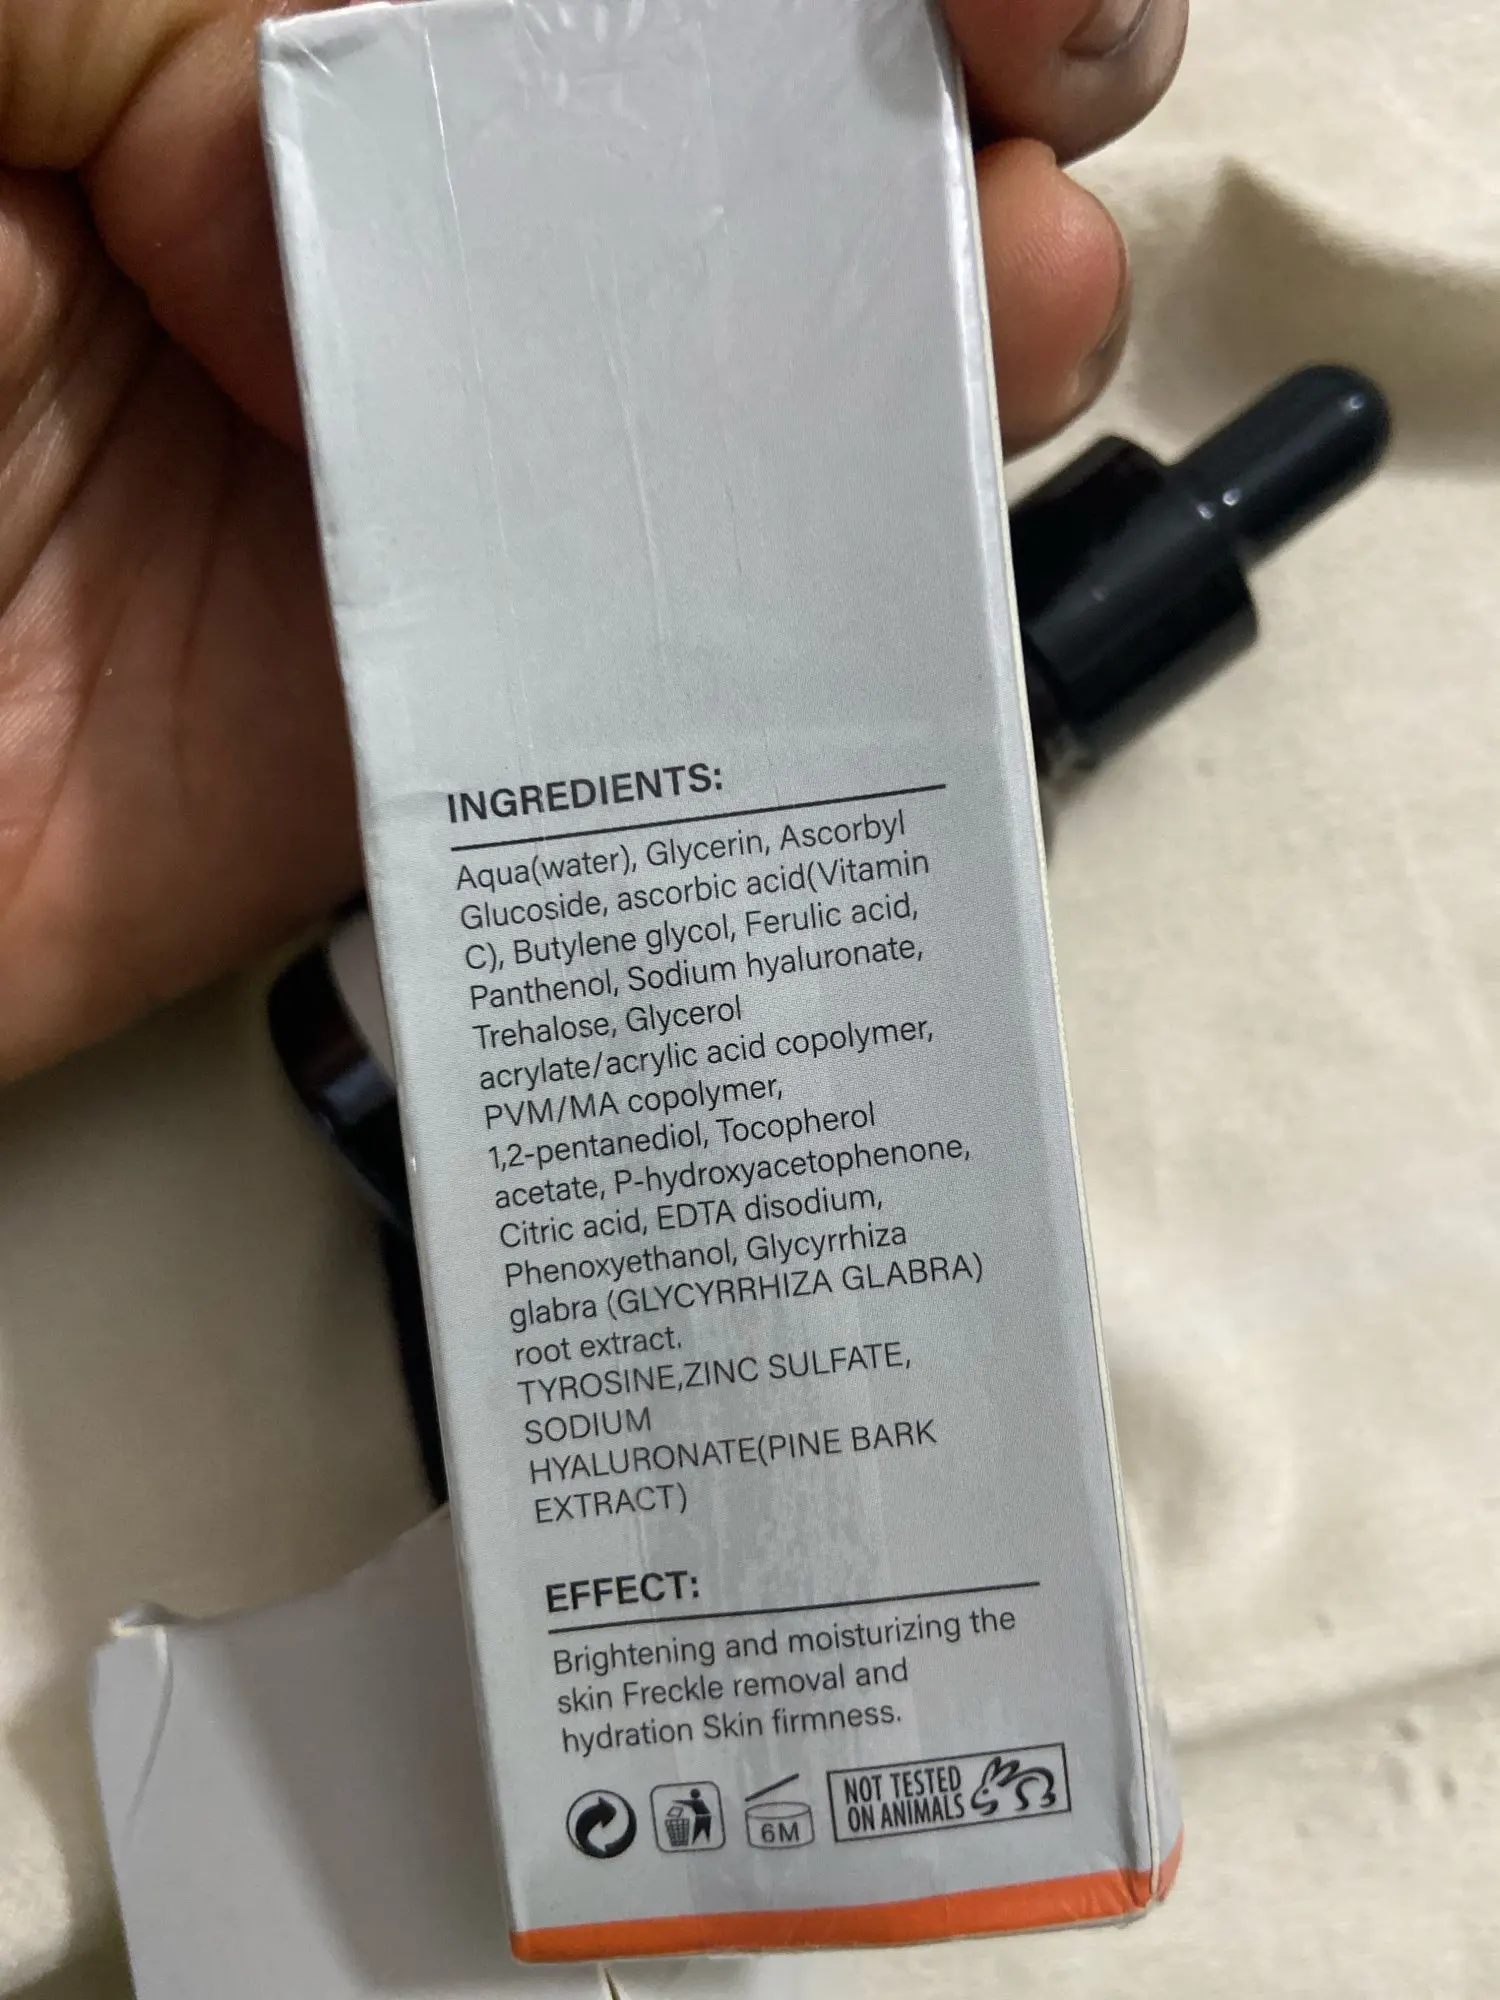 INGREDIENTS:
Aqua(water), Glycerin, Ascorbyl
Glucoside, ascorbic acid(Vitamin
C), Butylene glycol, Ferulic acid,
Panthenol, Sodium hyaluronate,
Trehalose, Glycerol
acrylate/acrylic acid copolymer,
PVM/MA copolymer,
1,2-pentanediol, Tocopherol
acetate, P-hydroxyacetophenone,
Citric acid, EDTA disodium,
Phenoxyethanol, Glycyrrhiza
glabra (GLYCYRRHIZA GLABRA)
root extract.
TYROSINE,ZINC SULFATE,
SODIUM
HYALURONATE(PINE BARK
EXTRACT)
EFFECT:
Brightening and moisturizing the
skin Freckle removal and
hydration Skin firmness.
6M
NOT TESTED
ON ANIMALS